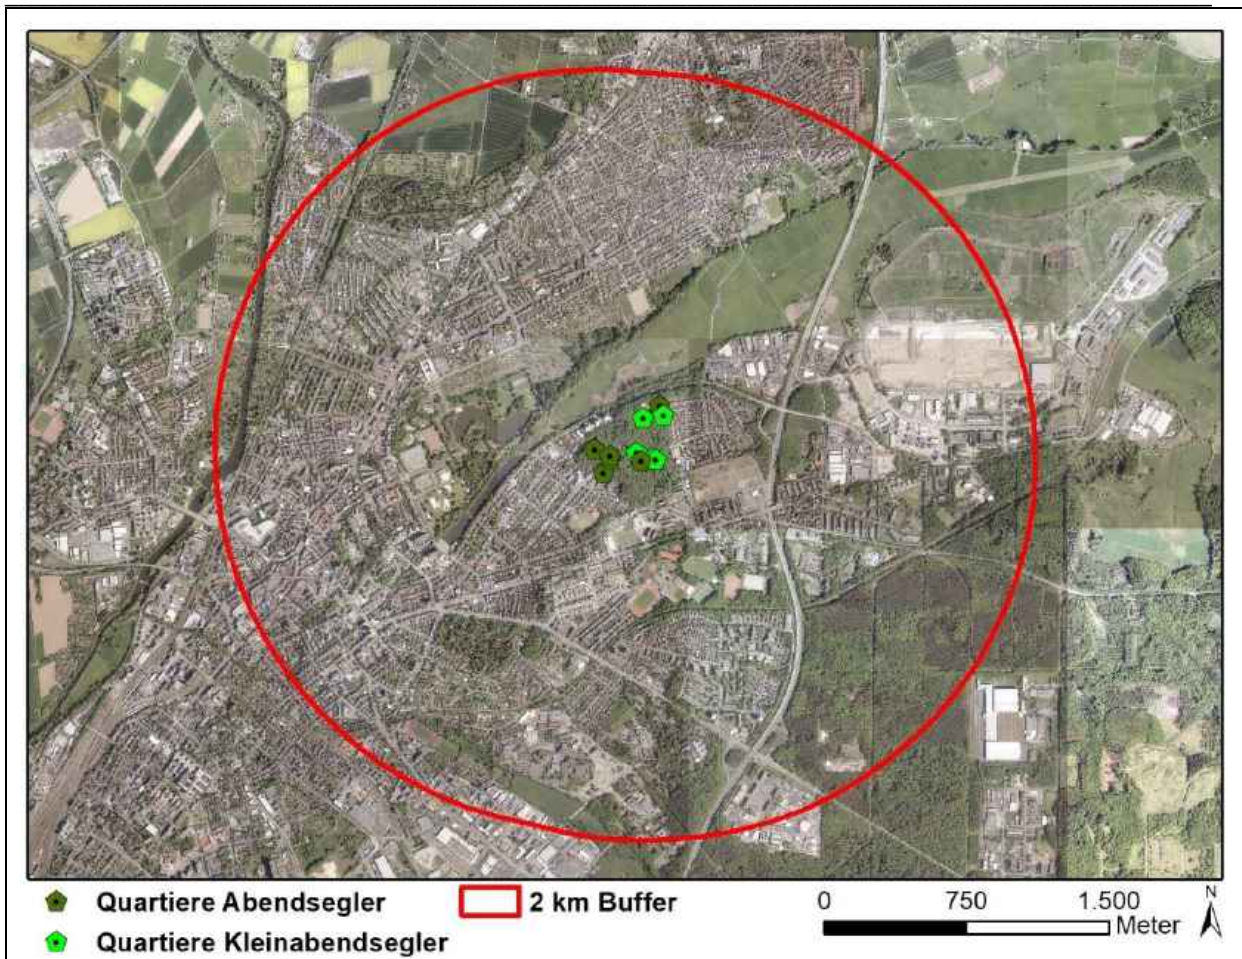 Quartiere Abendsegler
2 km Buffer
0 750 1.500
Meter
N
Quartiere Kleinabendsegler